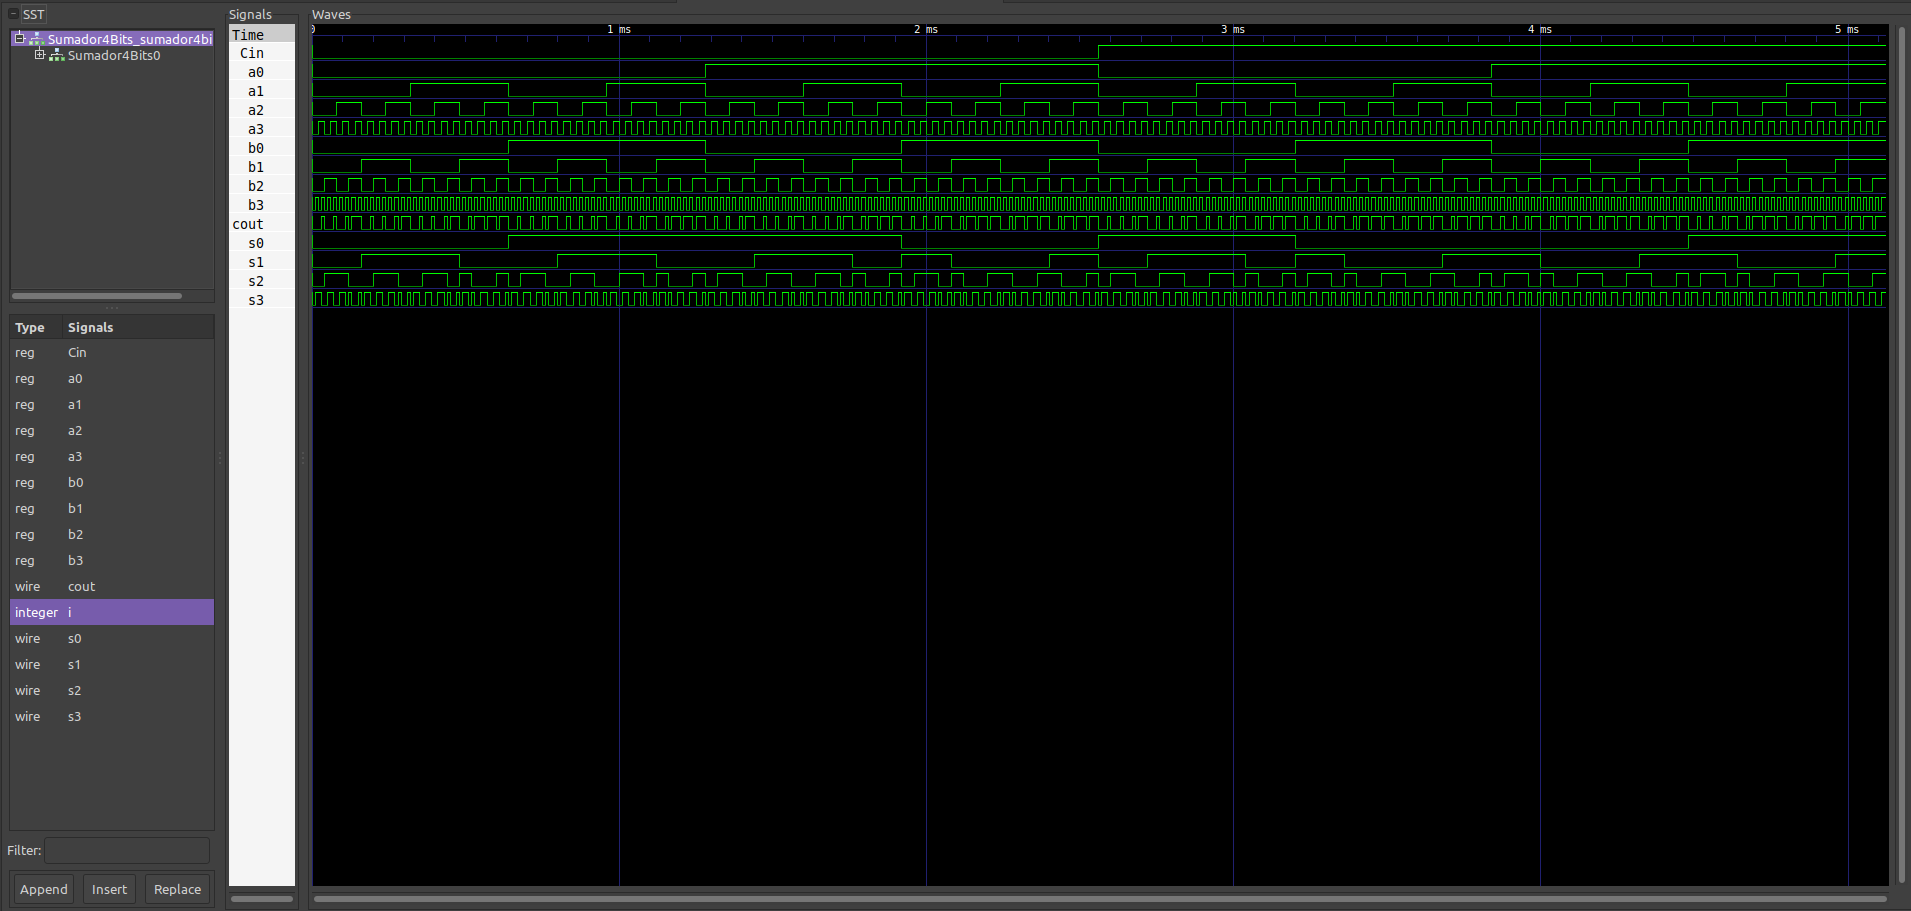 SST
Sumador4Bits_sumador4bi
Sumador4Bits0
Type Signals
reg Cin
reg a0
reg a1
reg a2
reg a3
reg b0
reg b1
reg b2
reg b3
wire cout
integer i
wire s0
wire s1
wire s2
wire s3
Filter:
Append Insert Replace
Signals
Time
Cin
a0
a1
a2
a3
b0
b1
b2
b3
cout
s0
s1
s2
s3
Waves
0 1 ms 2 ms 3 ms 4 ms 5 ms